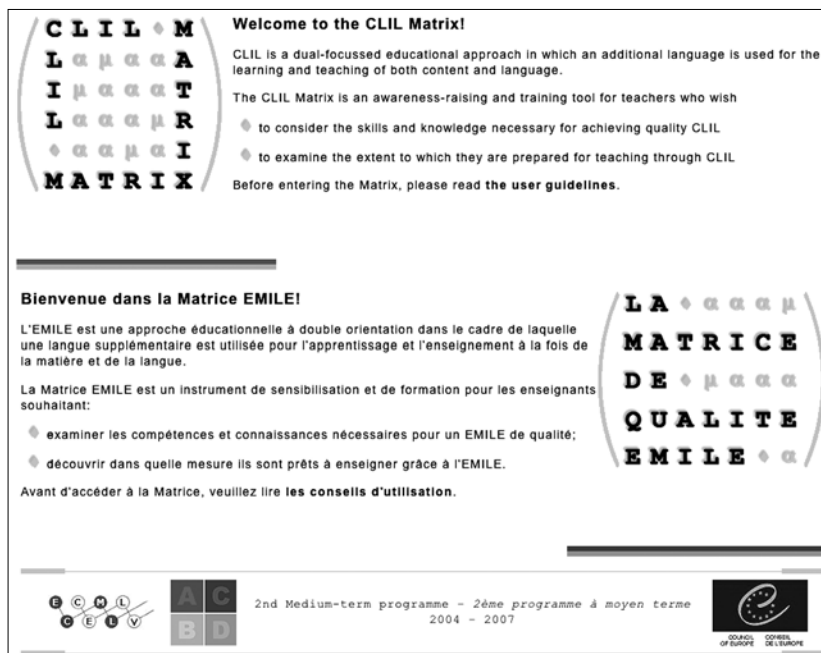 C L I L ◆ M
L α μ α α A
I μ α α α T
L α α α μ R
◆ α α μ α I
M A T R I X
Welcome to the CLIL Matrix!
CLIL is a dual-focussed educational approach in which an additional language is used for the
learning and teaching of both content and language.
The CLIL Matrix is an awareness-raising and training tool for teachers who wish
◆ to consider the skills and knowledge necessary for achieving quality CLIL
◆ to examine the extent to which they are prepared for teaching through CLIL
Before entering the Matrix, please read the user guidelines.
Bienvenue dans la Matrice EMILE!
L'EMILE est une approche éducationnelle à double orientation dans le cadre de laquelle
une langue supplémentaire est utilisée pour l'apprentissage et l'enseignement à la fois de
la matière et de la langue.
La Matrice EMILE est un instrument de sensibilisation et de formation pour les enseignants
souhaitant:
◆ examiner les compétences et connaissances nécessaires pour un EMILE de qualité;
◆ découvrir dans quelle mesure ils sont prêts à enseigner grâce à l'EMILE.
Avant d'accéder à la Matrice, veuillez lire les conseils d'utilisation.
L A ◆ α α α μ
M A T R I C E
D E ◆ μ α α α
Q U A L I T E
E M I L E ◆ α
E C M L
C E L V
A C
B D
2nd Medium-term programme - 2ème programme à moyen terme
2004 - 2007
COUNCIL CONSEIL
OF EUROPE DE L'EUROPE